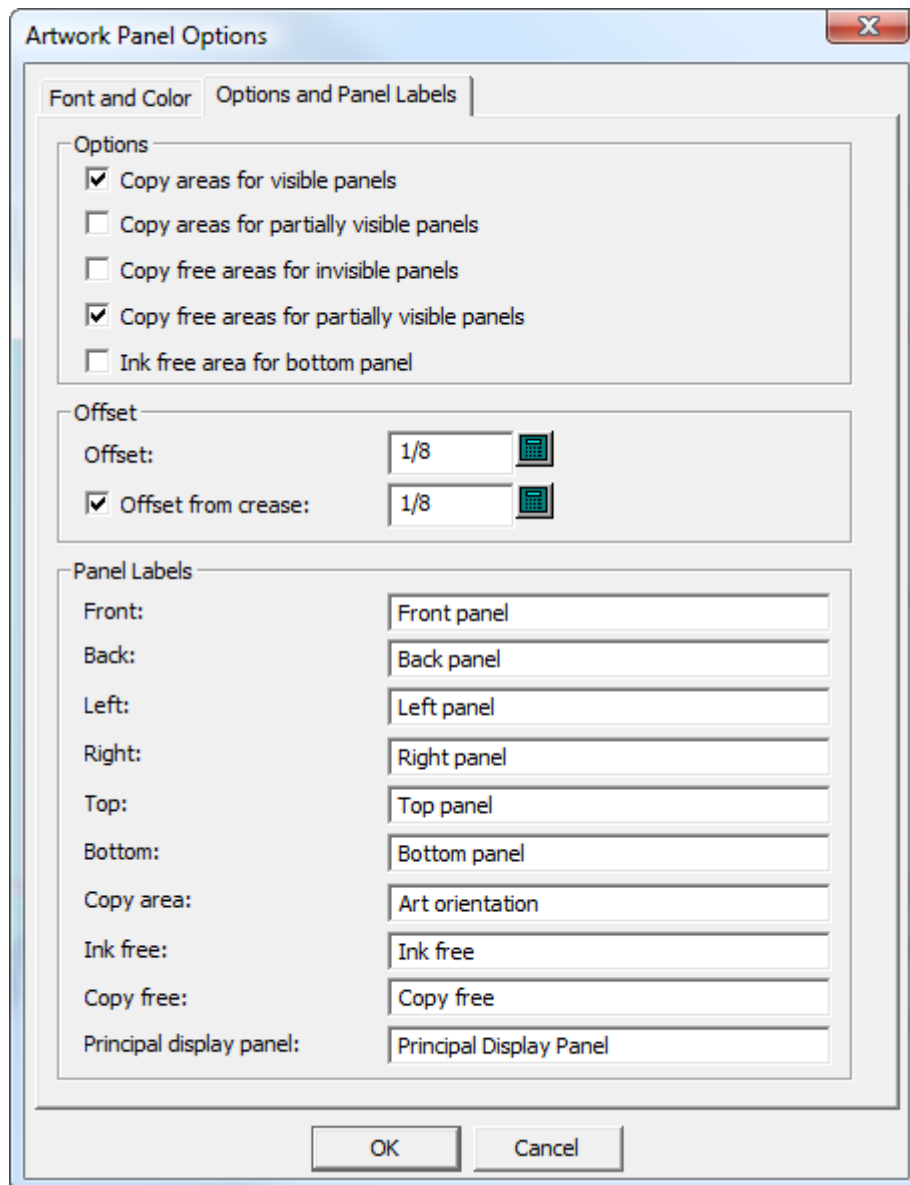 Artwork Panel Options
Font and Color Options and Panel Labels
Options
Copy areas for visible panels
Copy areas for partially visible panels
Copy free areas for invisible panels
Copy free areas for partially visible panels
Ink free area for bottom panel
Offset
Offset: 1/8
Offset from crease: 1/8
Panel Labels
Front: Front panel
Back: Back panel
Left: Left panel
Right: Right panel
Top: Top panel
Bottom: Bottom panel
Copy area: Art orientation
Ink free: Ink free
Copy free: Copy free
Principal display panel: Principal Display Panel
OK Cancel